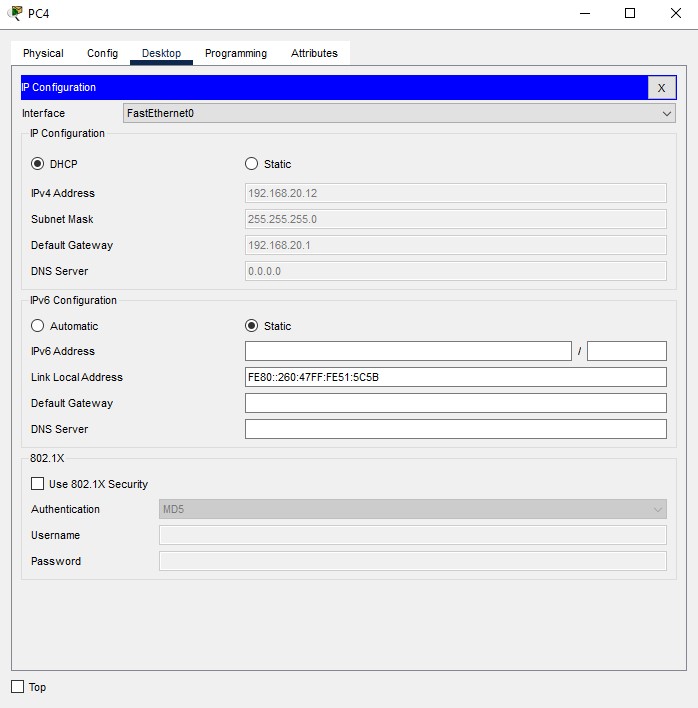 PC4
Physical Config Desktop Programming Attributes
IP Configuration X
Interface FastEthernet0
IP Configuration
DHCP Static
IPv4 Address 192.168.20.12
Subnet Mask 255.255.255.0
Default Gateway 192.168.20.1
DNS Server 0.0.0.0
IPv6 Configuration
Automatic Static
IPv6 Address /
Link Local Address FE80::260:47FF:FE51:5C5B
Default Gateway
DNS Server
802.1X
Use 802.1X Security
Authentication MD5
Username
Password
Top